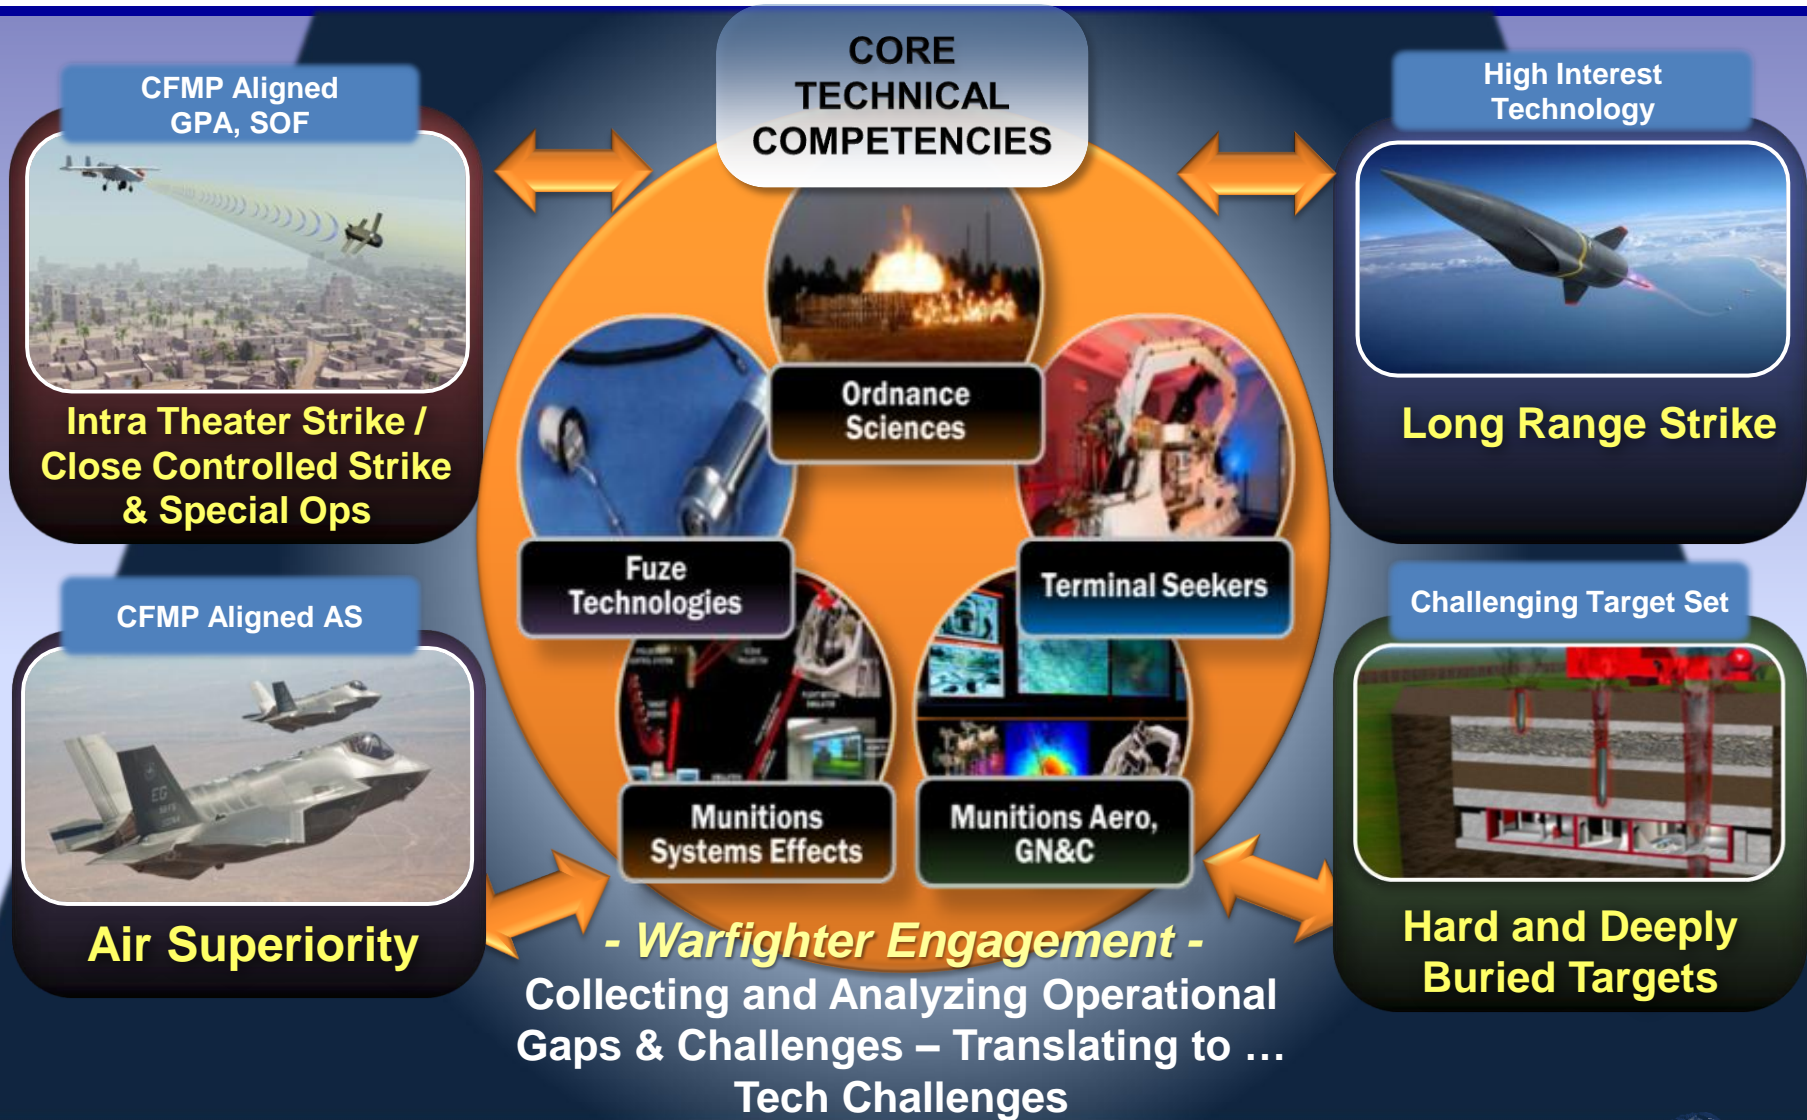 CORE
TECHNICAL
COMPETENCIES
CFMP Aligned
GPA, SOF
Intra Theater Strike /
Close Controlled Strike
& Special Ops
High Interest
Technology
Long Range Strike
Ordnance
Sciences
Fuze
Technologies
Terminal Seekers
Munitions
Systems Effects
Munitions Aero,
GN&C
CFMP Aligned AS
EG
Air Superiority
Challenging Target Set
Hard and Deeply
Buried Targets
- Warfighter Engagement -
Collecting and Analyzing Operational
Gaps & Challenges – Translating to …
Tech Challenges